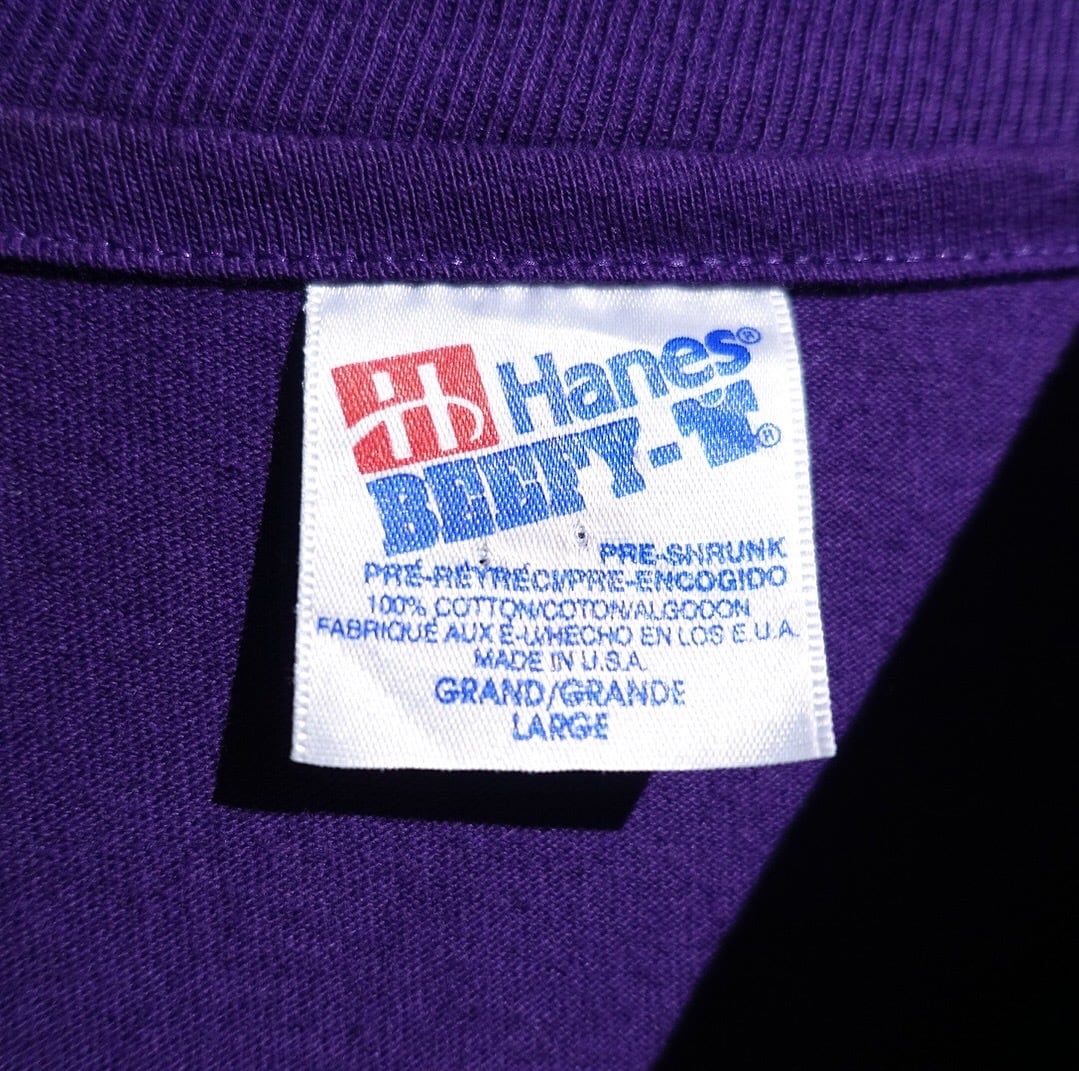 Hanes®
BEEFY-T.®
PRE-SHRUNK
PRÉ-RÉTRÉCI/PRE-ENCOGIDO
100% COTTON/COTON/ALGODON
FABRIQUÉ AUX É-U/HECHO EN LOS E.U.A.
MADE IN U.S.A.
GRAND/GRANDE
LARGE